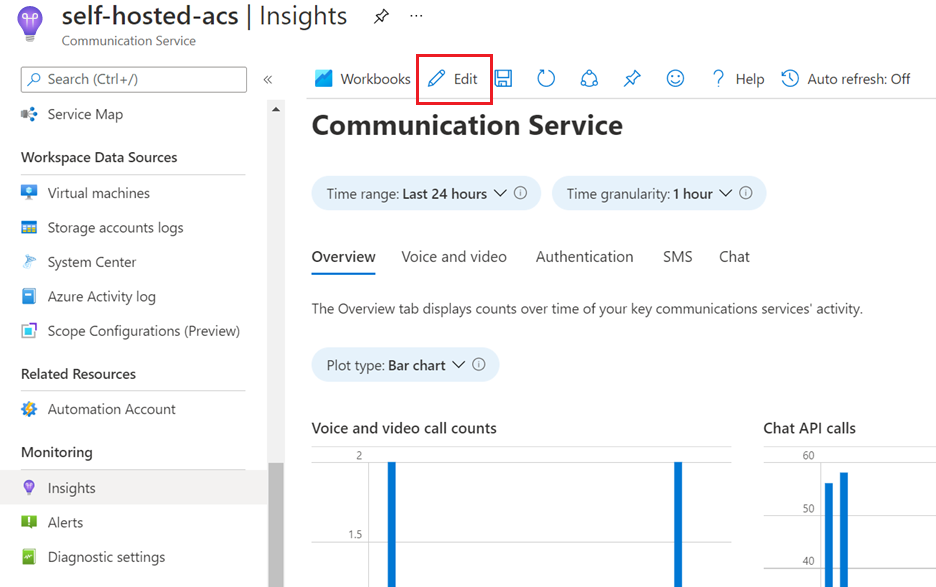 self-hosted-acs | Insights ...
Communication Service
Search (Ctrl+/) «
Service Map
Workspace Data Sources
Virtual machines
Storage accounts logs
System Center
Azure Activity log
Scope Configurations (Preview)
Related Resources
Automation Account
Monitoring
Insights
Alerts
Diagnostic settings
Workbooks Edit ? Help Auto refresh: Off
Communication Service
Time range: Last 24 hours Time granularity: 1 hour
Overview Voice and video Authentication SMS Chat
The Overview tab displays counts over time of your key communications services' activity.
Plot type: Bar chart
Voice and video call counts
2
1.5
Chat API calls
60
50
40